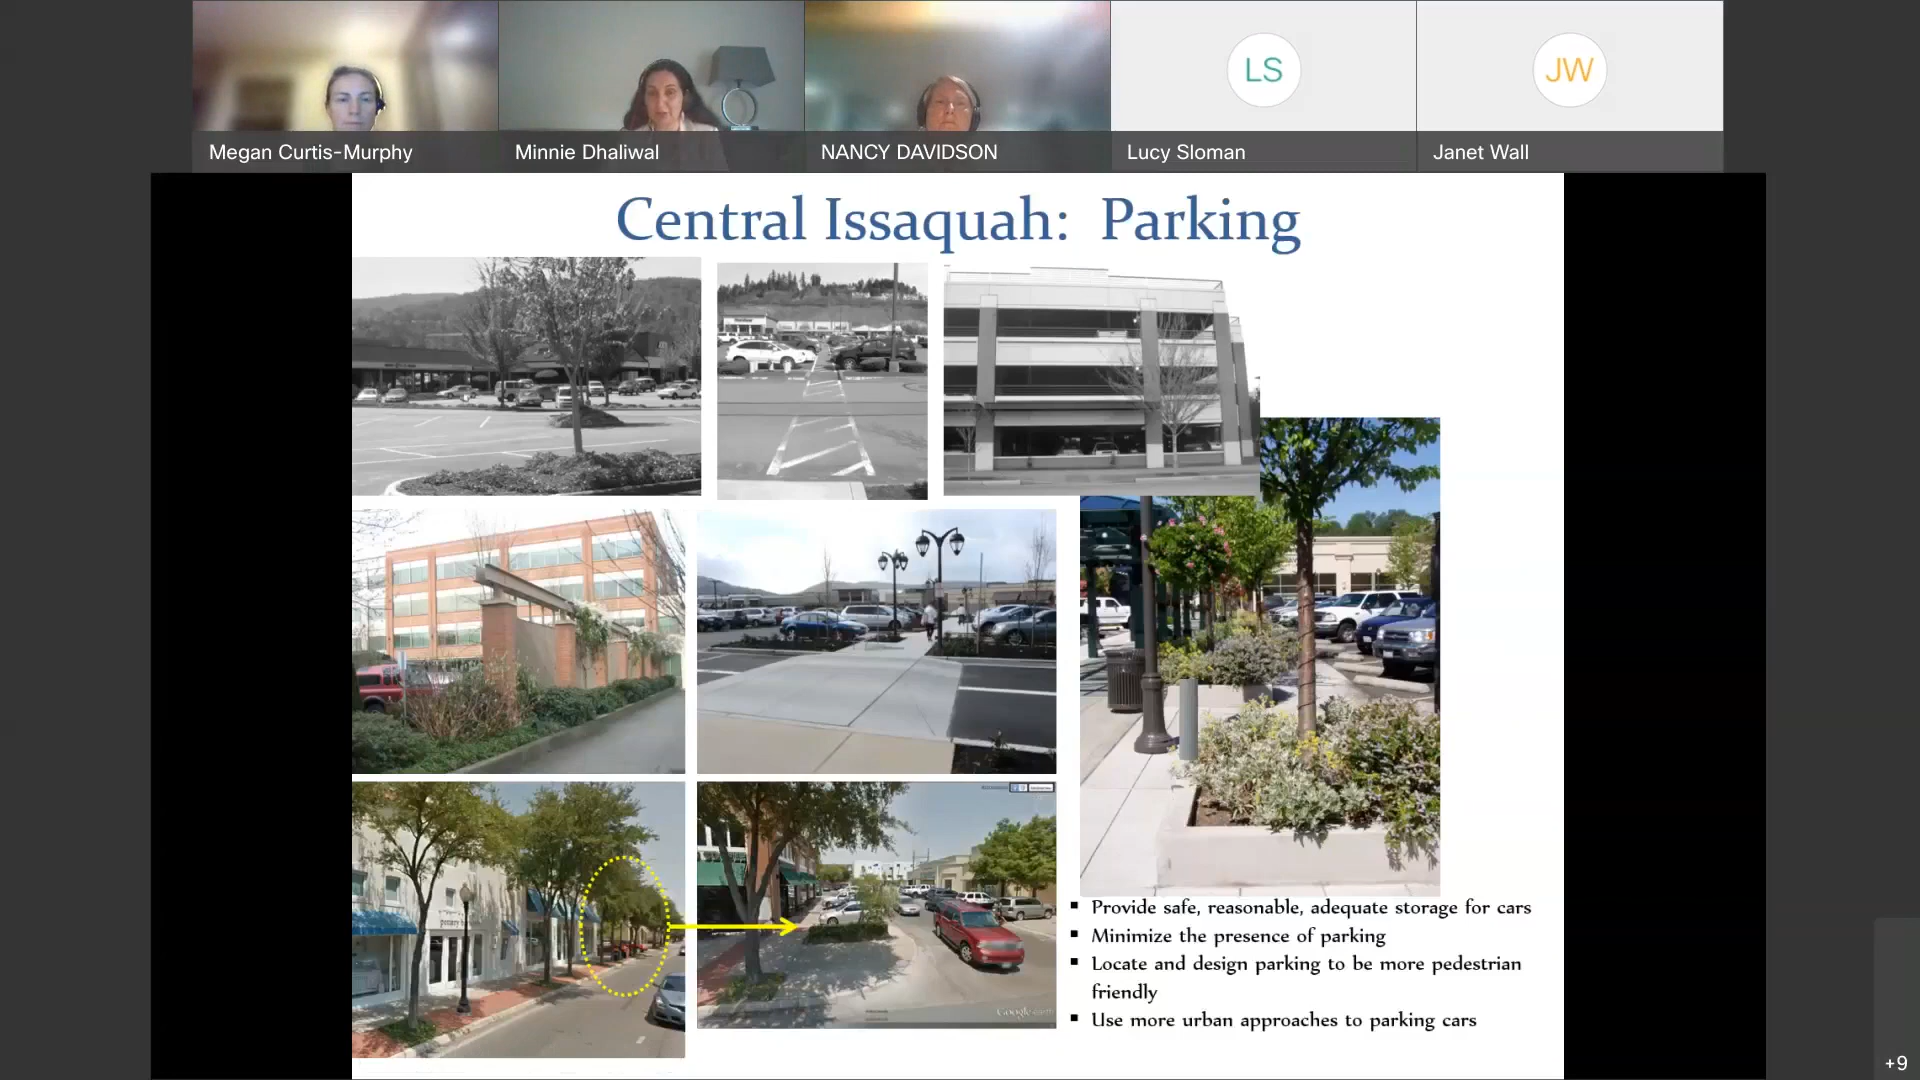 LS
JW
Megan Curtis-Murphy
Minnie Dhaliwal
NANCY DAVIDSON
Lucy Sloman
Janet Wall
Central Issaquah: Parking
▪ Provide safe, reasonable, adequate storage for cars
▪ Minimize the presence of parking
▪ Locate and design parking to be more pedestrian
friendly
▪ Use more urban approaches to parking cars
Google
+9